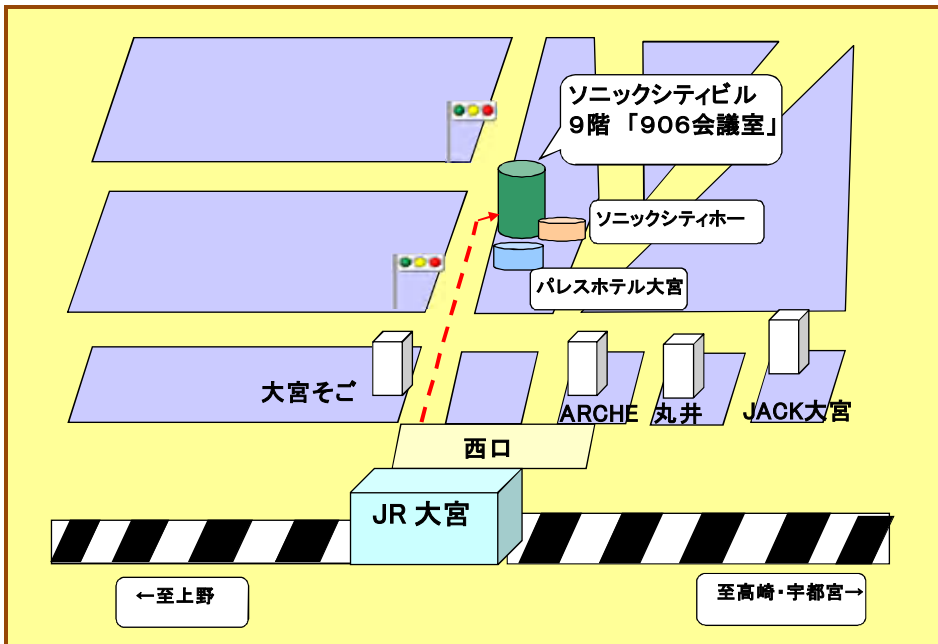 ソニックシティビル
９階 「９０６会議室」
ソニックシティホー
パレスホテル大宮
大宮そご
ARCHE
丸井
JACK大宮
西口
JR 大宮
←至上野
至高崎・宇都宮→